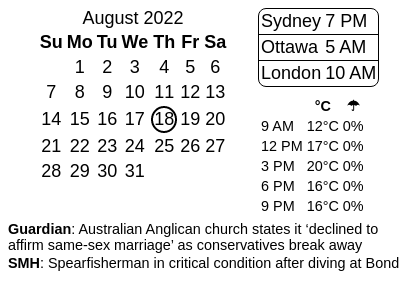 August 2022
Su Mo Tu We Th Fr Sa
1 2 3 4 5 6
7 8 9 10 11 12 13
14 15 16 17 18 19 20
21 22 23 24 25 26 27
28 29 30 31
Sydney 7 PM
Ottawa 5 AM
London 10 AM
°C ☂
9 AM 12°C 0%
12 PM 17°C 0%
3 PM 20°C 0%
6 PM 16°C 0%
9 PM 16°C 0%
Guardian: Australian Anglican church states it ‘declined to
affirm same-sex marriage’ as conservatives break away
SMH: Spearfisherman in critical condition after diving at Bond